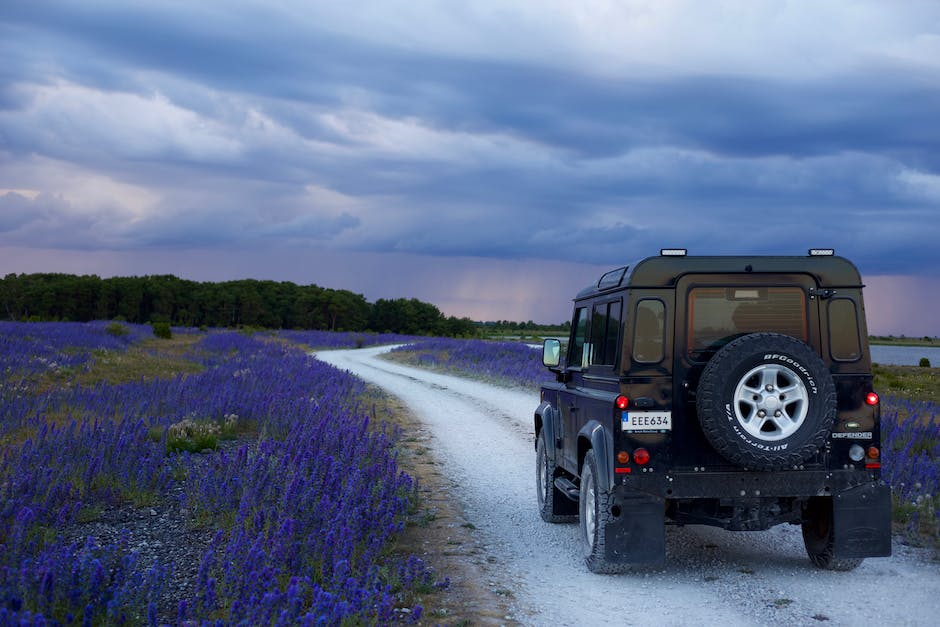 BFGoodrich
All-Terrain T/A
EEE634
DEFENDER